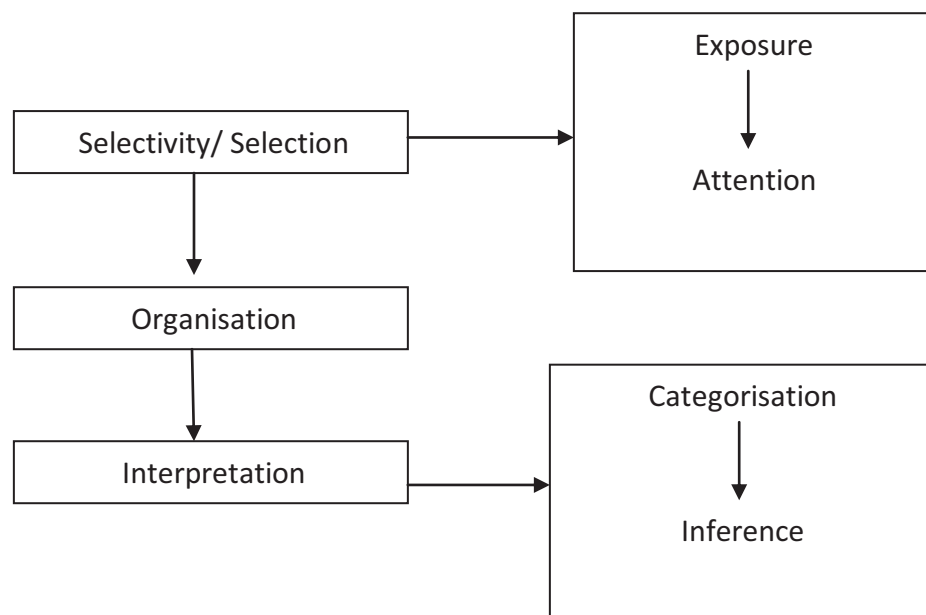 Exposure
Selectivity/ Selection
Attention
Organisation
Categorisation
Interpretation
Inference